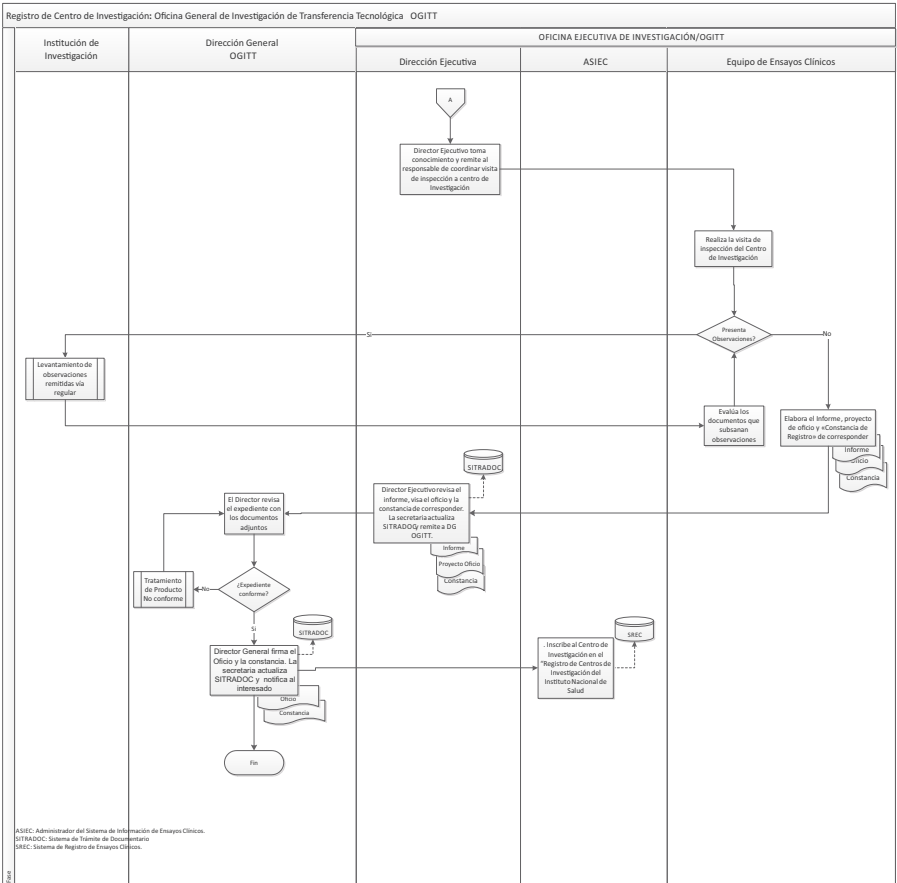 Registro de Centro de Investigación: Oficina General de Investigación de Transferencia Tecnológica OGITT
Institución de
Investigación
Dirección General
OGITT
OFICINA EJECUTIVA DE INVESTIGACIÓN/OGITT
Dirección Ejecutiva
ASIEC
Equipo de Ensayos Clínicos
A
Director Ejecutivo toma
conocimiento y remite al
responsable de coordinar visita
de inspección a centro de
Investigación
Realiza la visita de
inspección del Centro
de Investigación
Presenta
Observaciones?
Si
No
Levantamiento de
observaciones
remitidas vía
regular
Evalúa los
documentos que
subsanan
observaciones
Elabora el Informe, proyecto
de oficio y «Constancia de
Registro» de corresponder
Informe
Oficio
Constancia
SITRADOC
Director Ejecutivo revisa el
informe, visa el oficio y la
constancia de corresponder.
La secretaria actualiza
SITRADOC y remite a DG
OGITT.
Informe
Proyecto Oficio
Constancia
El Director revisa
el expediente con
los documentos
adjuntos
Tratamiento
de Producto
No conforme
No
¿Expediente
conforme?
Si
SITRADOC
Director General firma el
Oficio y la constancia. La
secretaria actualiza
SITRADOC y notifica al
interesado
Oficio
Constancia
SREC
. Inscribe al Centro de
Investigación en el
"Registro de Centros de
Investigación del
Instituto Nacional de
Salud
Fin
ASIEC: Administrador del Sistema de Información de Ensayos Clínicos.
SITRADOC: Sistema de Trámite de Documentario
SREC: Sistema de Registro de Ensayos Clínicos.
Fase